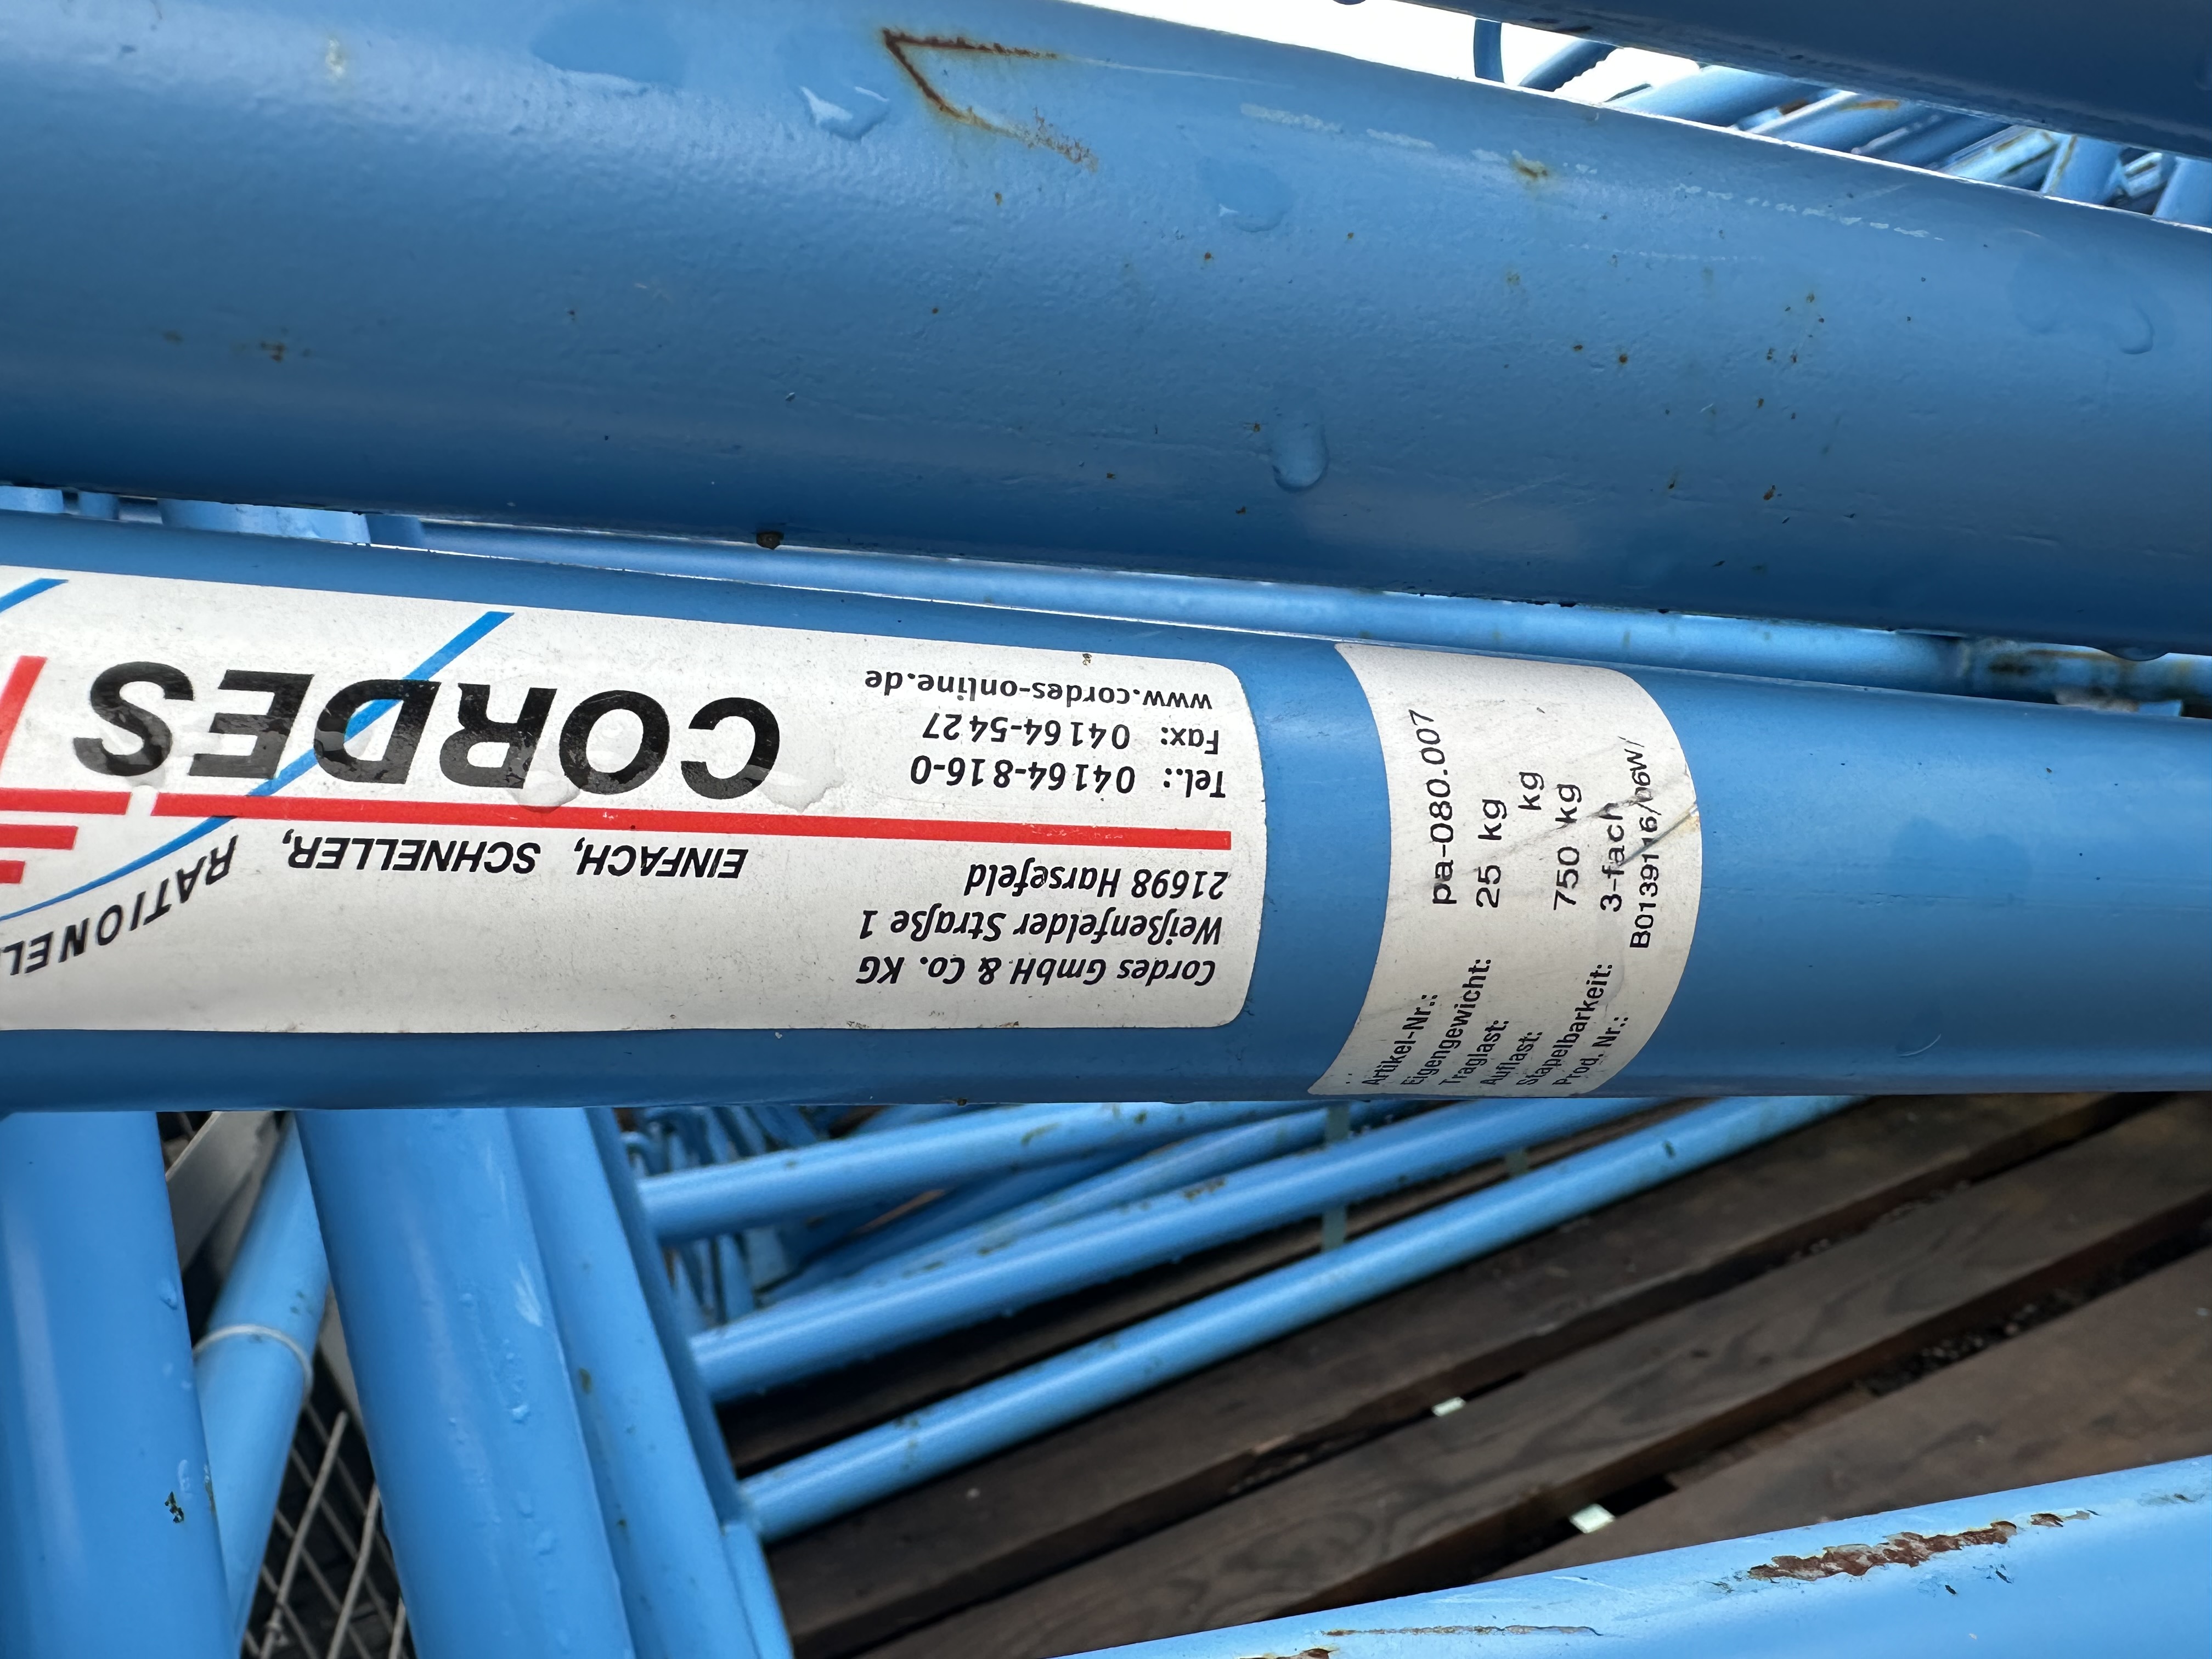 CORDES
EINFACH, SCHNELLER,
Cordes GmbH & Co. KG
Weißenfelder Straße 1
21698 Harsefeld
Tel.: 04164-816-0
Fax: 04164-5427
www.cordes-online.de
Artikel-Nr.: pa-080.007
Eigengewicht: 25 kg
Traglast: kg
Auflast: 750 kg
Stapelbarkeit: 3-fach
Prod. Nr.: